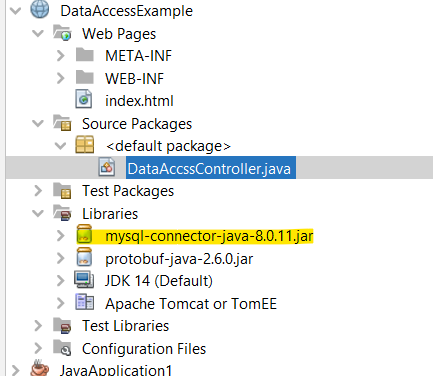 DataAccessExample
Web Pages
META-INF
WEB-INF
index.html
Source Packages
<default package>
DataAccssController.java
Test Packages
Libraries
mysql-connector-java-8.0.11.jar
protobuf-java-2.6.0.jar
JDK 14 (Default)
Apache Tomcat or TomEE
Test Libraries
Configuration Files
JavaApplication1